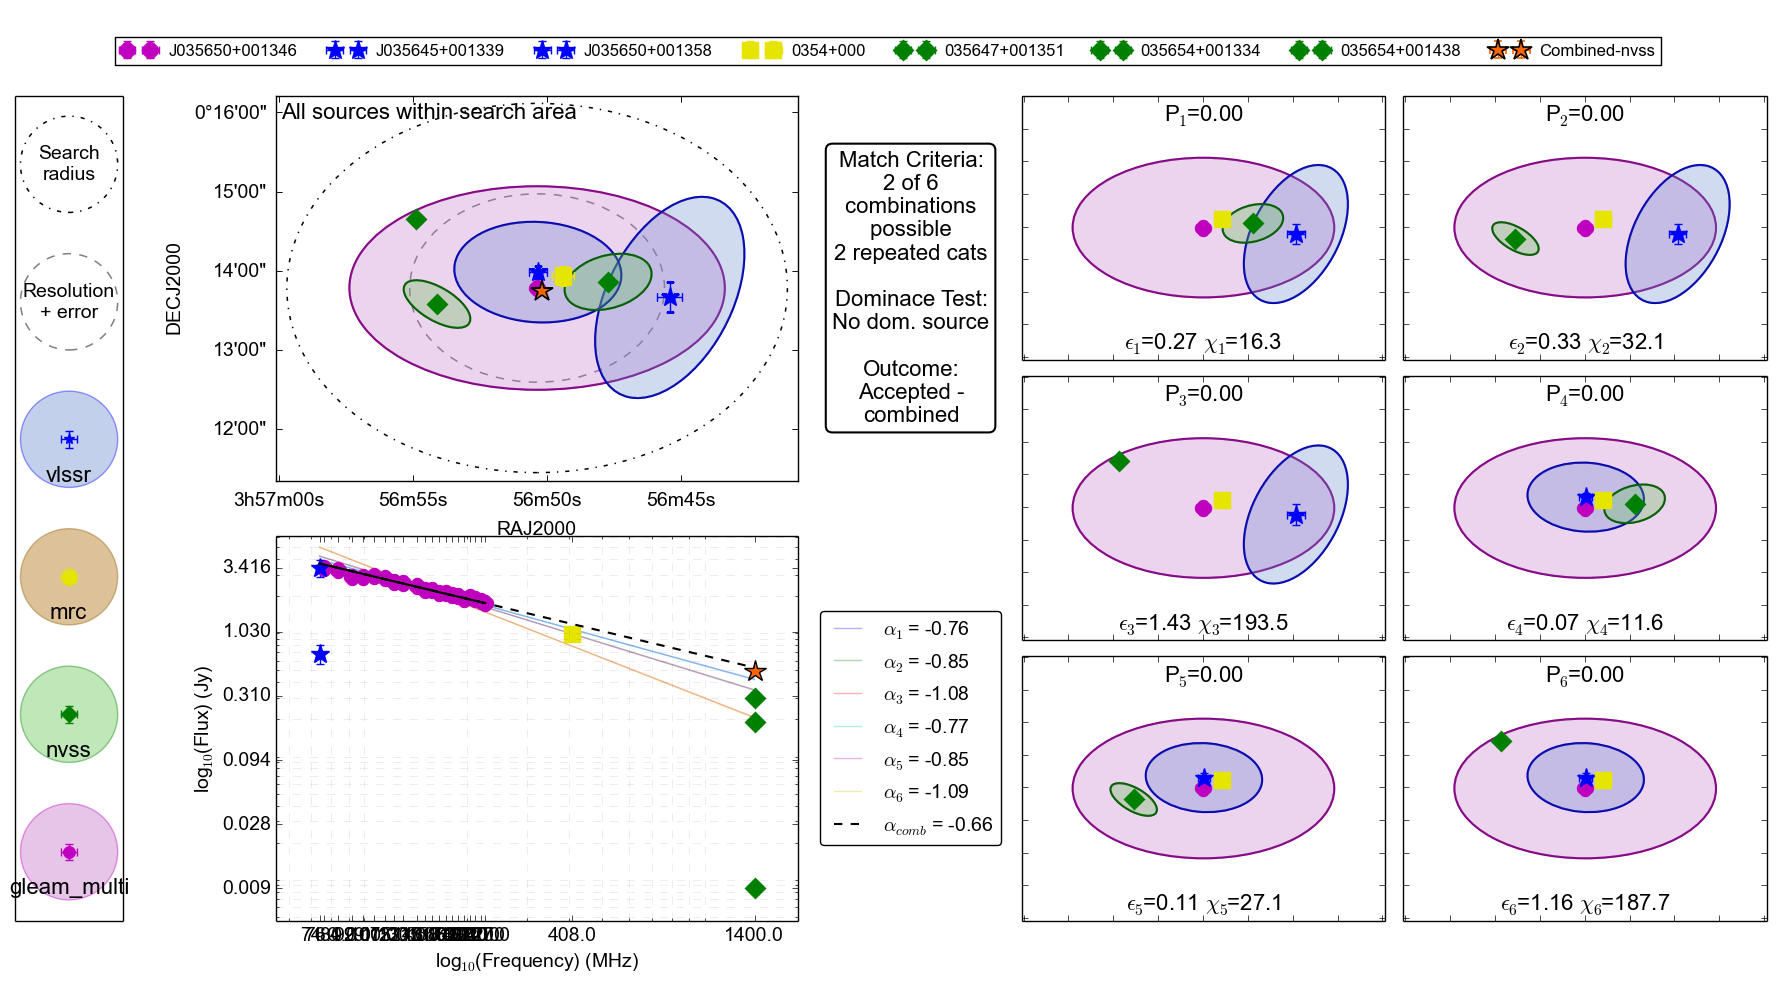 J035650+001346 J035645+001339 J035650+001358 0354+000 035647+001351 035654+001334 035654+001438 Combined-nvss
Search
radius
Resolution
+ error
vlssr
mrc
nvss
gleam_multi
All sources within search area
0°16'00"
15'00"
14'00"
13'00"
12'00"
DECJ2000
3h57m00s 56m55s 56m50s 56m45s
RAJ2000
Match Criteria:
2 of 6
combinations
possible
2 repeated cats
Dominace Test:
No dom. source
Outcome:
Accepted -
combined
3.416
1.030
0.310
0.094
0.028
0.009
log₁₀(Flux) (Jy)
408.0 1400.0
log₁₀(Frequency) (MHz)
α₁ = -0.76
α₂ = -0.85
α₃ = -1.08
α₄ = -0.77
α₅ = -0.85
α₆ = -1.09
α_comb = -0.66
P₁=0.00
ϵ₁=0.27 χ₁=16.3
P₂=0.00
ϵ₂=0.33 χ₂=32.1
P₃=0.00
ϵ₃=1.43 χ₃=193.5
P₄=0.00
ϵ₄=0.07 χ₄=11.6
P₅=0.00
ϵ₅=0.11 χ₅=27.1
P₆=0.00
ϵ₆=1.16 χ₆=187.7